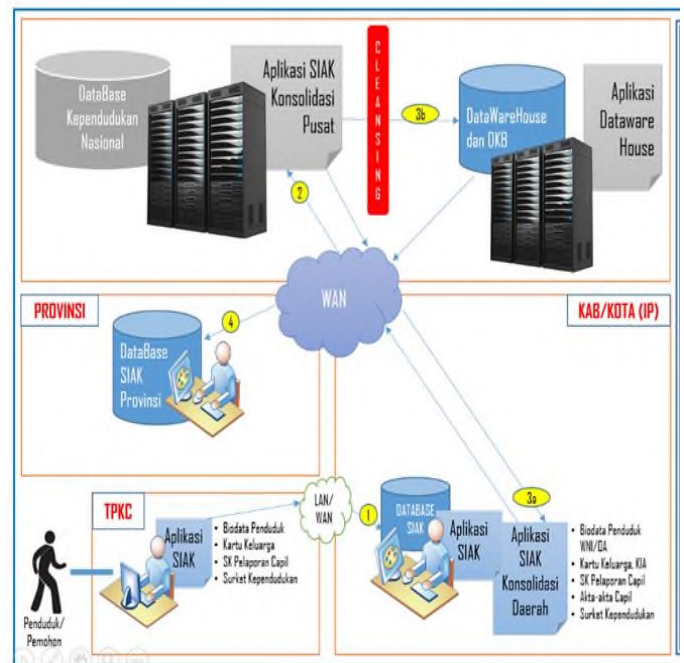 DataBase
Kependudukan
Nasional
Aplikasi SIAK
Konsolidasi
Pusat
CLEANSING
3b
DataWareHouse
dan DKB
Aplikasi
Dataware
House
2
WAN
PROVINSI
4
DataBase
SIAK
Provinsi
KAB/KOTA (IP)
TPKC
Aplikasi
SIAK
• Biodata Penduduk
• Kartu Keluarga
• SK Pelaporan Capil
• Surket Kependudukan
Penduduk/
Pemohon
LAN/
WAN
1
DATABASE
SIAK
Aplikasi
SIAK
3a
Aplikasi
SIAK
Konsolidasi
Daerah
• Biodata Penduduk
WNI/OA
• Kartu Keluarga, KIA
• SK Pelaporan Capil
• Akta-akta Capil
• Surket Kependudukan